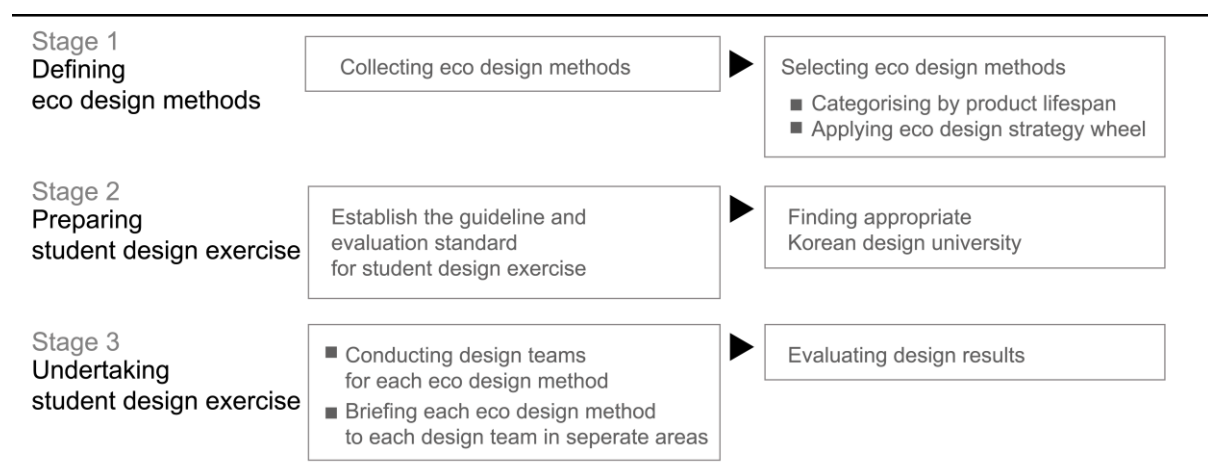 Stage 1
Defining
eco design methods
Collecting eco design methods
Selecting eco design methods
Categorising by product lifespan
Applying eco design strategy wheel
Stage 2
Preparing
student design exercise
Establish the guideline and
evaluation standard
for student design exercise
Finding appropriate
Korean design university
Stage 3
Undertaking
student design exercise
Conducting design teams
for each eco design method
Briefing each eco design method
to each design team in seperate areas
Evaluating design results